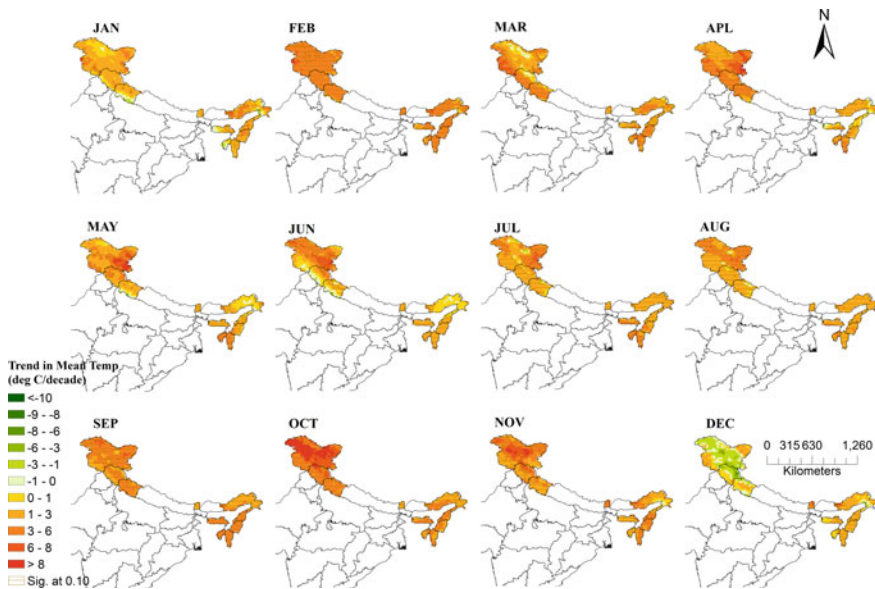 N
JAN FEB MAR APL
MAY JUN JUL AUG
Trend in Mean Temp
(deg C/decade)
<-10
-9 - -8
-8 - -6
-6 - -3
-3 - -1
-1 - 0
0 - 1
1 - 3
3 - 6
6 - 8
> 8
Sig. at 0.10
SEP OCT NOV DEC
0 315 630 1,260
Kilometers